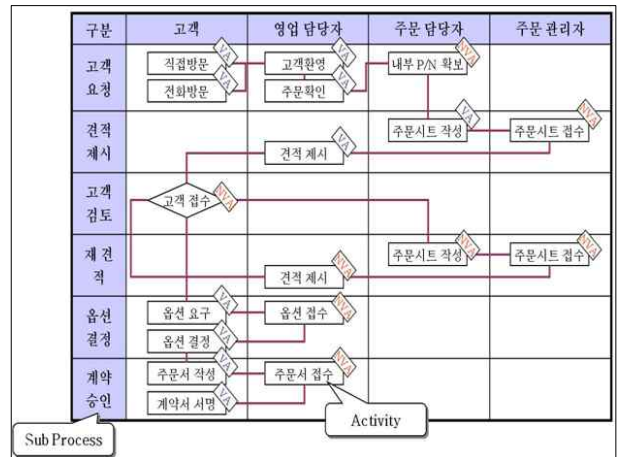 구분 고객 영업 담당자 주문 담당자 주문 관리자
고객 요청
직접방문 VA 고객환영 VA 내부 P/N 확보 NVA
전화방문 VA 주문확인 VA
견적 제시
주문시트 작성 VA 주문시트 접수 NVA
견적 제시 VA
고객 검토
고객 접수 NVA
재 견적
주문시트 작성 NVA 주문시트 접수 NVA
견적 제시 NVA
옵션 결정
옵션 요구 VA 옵션 접수 NVA
옵션 결정 VA
계약 승인
주문서 작성 VA 주문서 접수 NVA
계약서 서명 VA
Activity
Sub Process